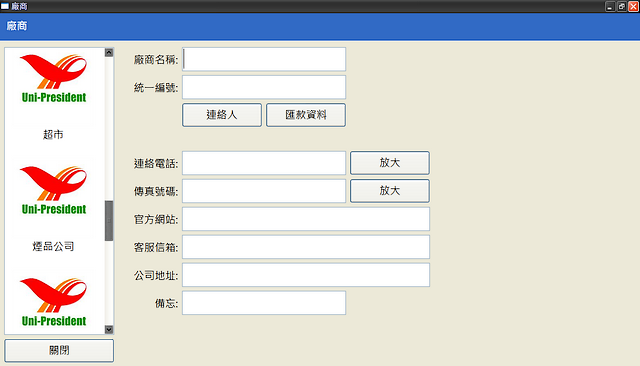 廠商
廠商
Uni-President
超市
Uni-President
煙品公司
Uni-President
關閉
廠商名稱:
統一編號:
連絡人
匯款資料
連絡電話:
放大
傳真號碼:
放大
官方網站:
客服信箱:
公司地址:
備忘: